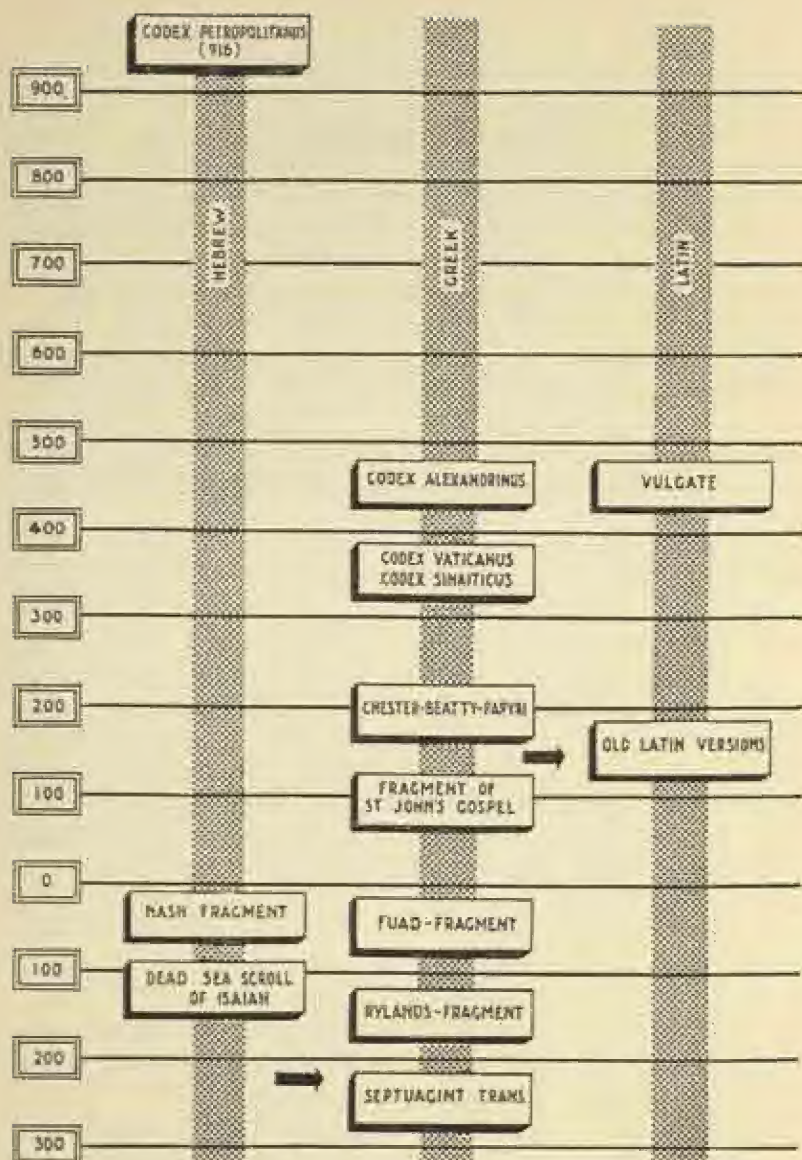 CODEX PETROPOLITANUS
(916)
900
800
HEBREW
GREEK
LATIN
700
600
500
CODEX ALEXANDRINUS
VULGATE
400
CODEX VATICANUS
CODEX SINAITICUS
300
200
CHESTER-BEATTY-PAPYRI
OLD LATIN VERSIONS
100
FRAGMENT OF
ST JOHN'S GOSPEL
0
NASH FRAGMENT
FUAD-FRAGMENT
100
DEAD SEA SCROLL
OF ISAIAH
RYLANDS-FRAGMENT
200
SEPTUAGINT TRANS.
300